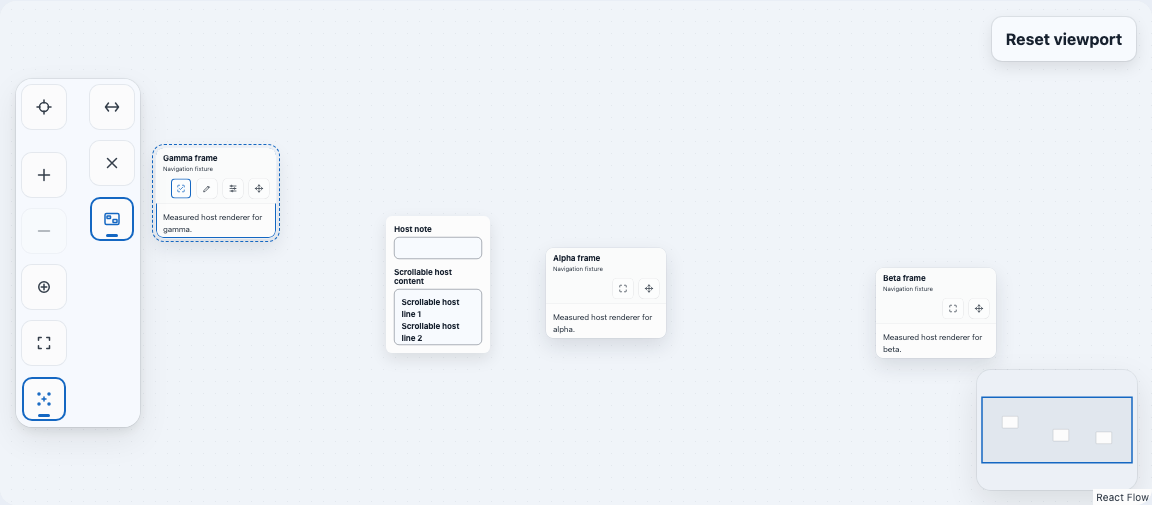 Reset viewport
Gamma frame
Navigation fixture
Measured host renderer for
gamma.
Host note
Scrollable host
content
Scrollable host
line 1
Scrollable host
line 2
Alpha frame
Navigation fixture
Measured host renderer for
alpha.
Beta frame
Navigation fixture
Measured host renderer for
beta.
React Flow